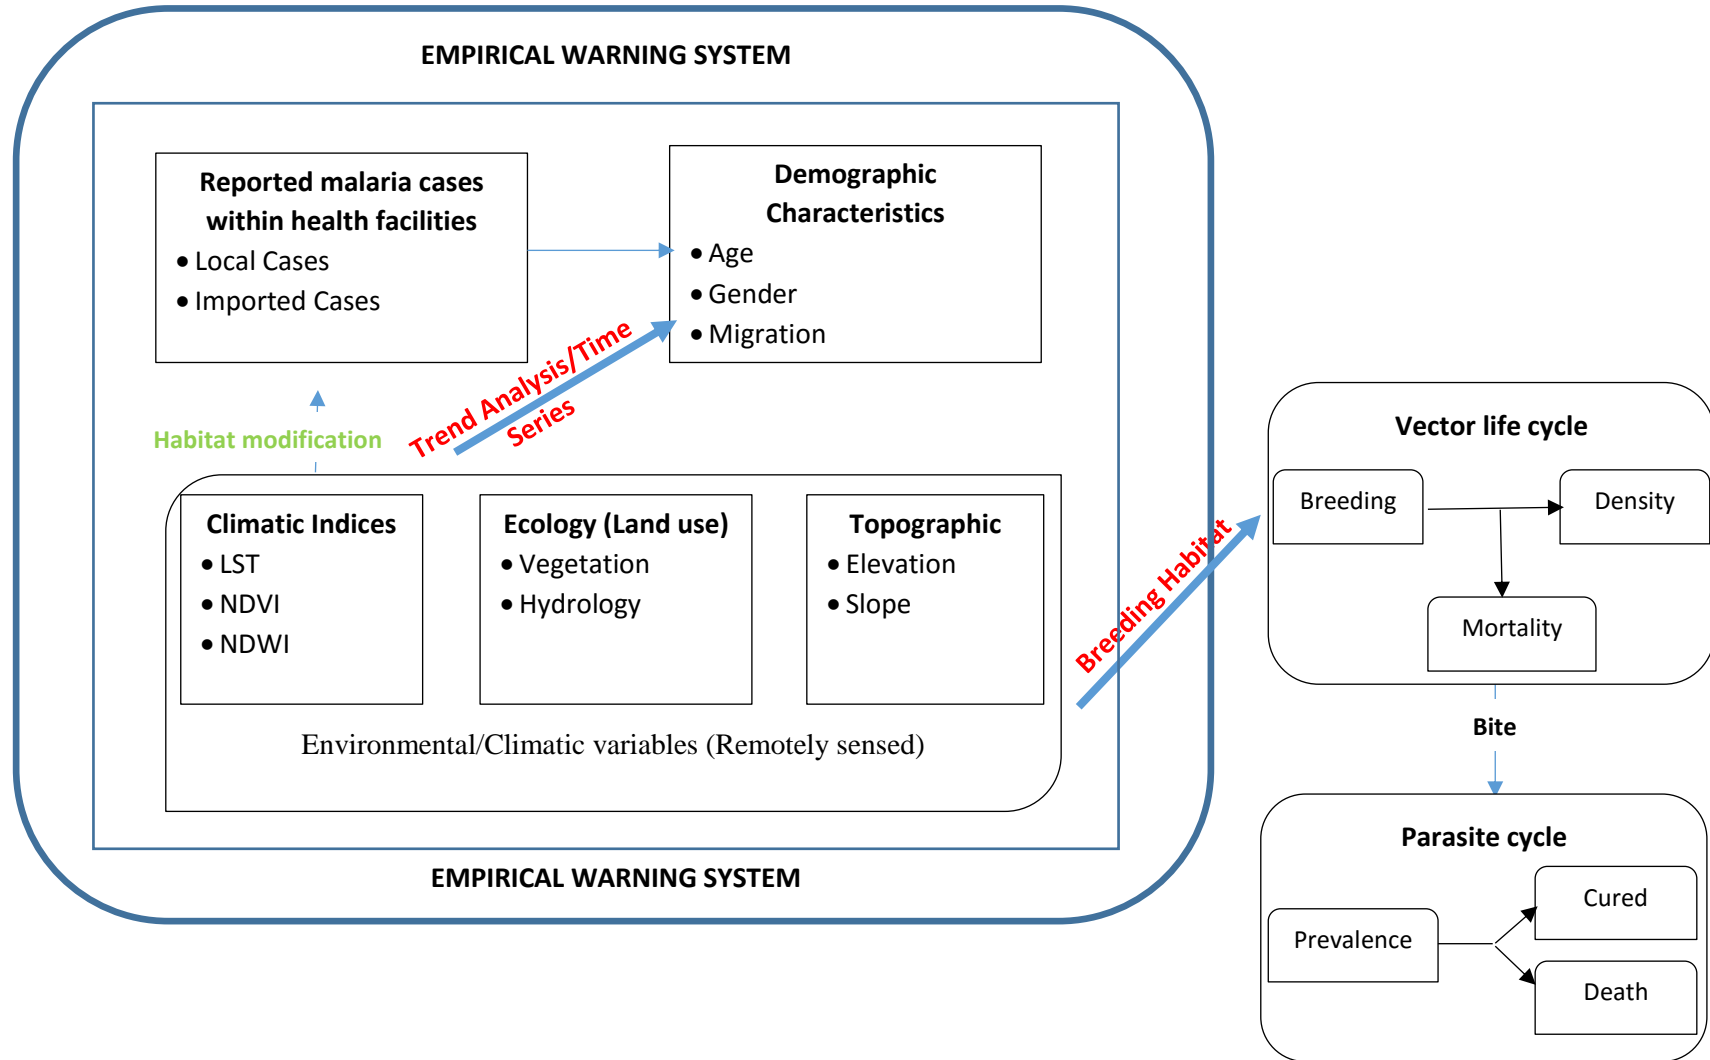 EMPIRICAL WARNING SYSTEM
Reported malaria cases
within health facilities
• Local Cases
• Imported Cases
Demographic
Characteristics
• Age
• Gender
• Migration
Trend Analysis/Time
Series
Habitat modification
Climatic Indices
• LST
• NDVI
• NDWI
Ecology (Land use)
• Vegetation
• Hydrology
Topographic
• Elevation
• Slope
Environmental/Climatic variables (Remotely sensed)
EMPIRICAL WARNING SYSTEM
Breeding Habitat
Vector life cycle
Breeding
Density
Mortality
Bite
Parasite cycle
Prevalence
Cured
Death